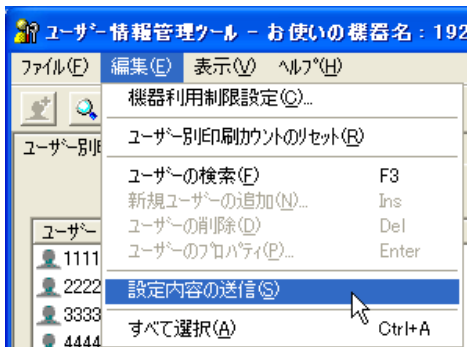 ユーザー情報管理ツール - お使いの機器名：192
ファイル(F) 編集(E) 表示(V) ヘルプ(H)
機器利用制限設定(C)...
ユーザー別印刷カウントのリセット(R)
ユーザー別
ユーザーの検索(F) F3
新規ユーザーの追加(N)... Ins
ユーザー
ユーザーの削除(D) Del
1111
ユーザーのプロパティ(P)... Enter
2222
設定内容の送信(S)
3333
すべて選択(A) Ctrl+A
4444